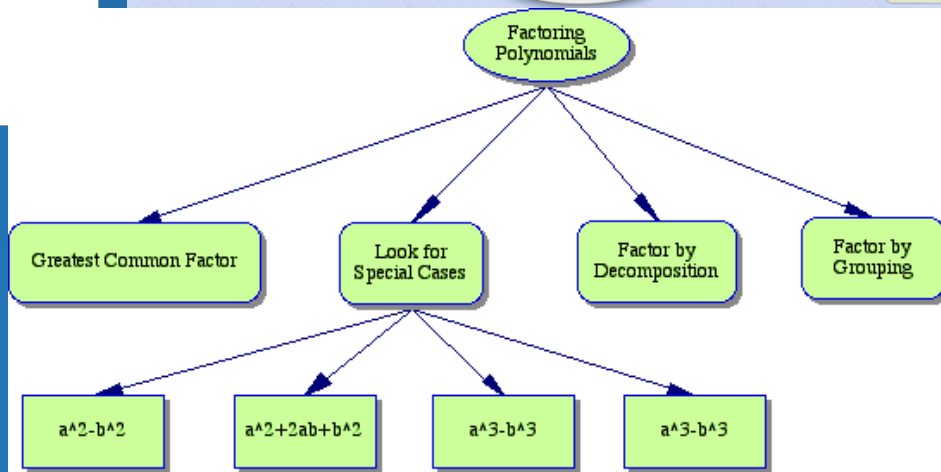 Factoring
Polynomials
Greatest Common Factor
Look for
Special Cases
Factor by
Decomposition
Factor by
Grouping
a^2-b^2
a^2+2ab+b^2
a^3-b^3
a^3-b^3